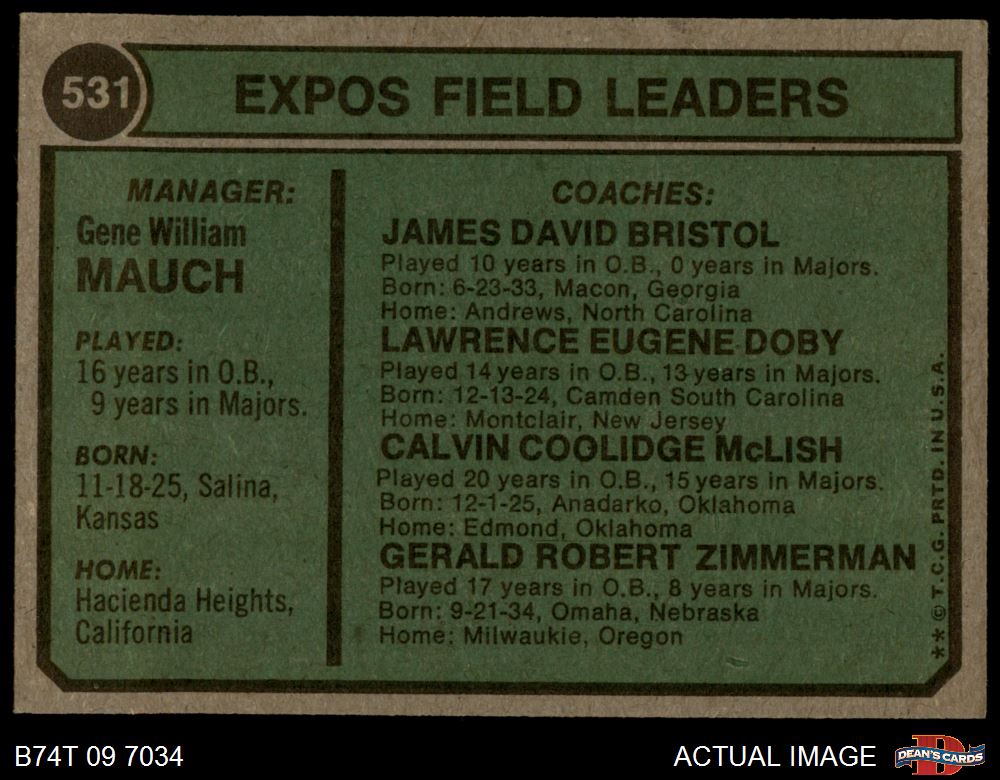 531
EXPOS FIELD LEADERS
MANAGER:
Gene William
MAUCH
PLAYED:
16 years in O.B.,
9 years in Majors.
BORN:
11-18-25, Salina,
Kansas
HOME:
Hacienda Heights,
California
COACHES:
JAMES DAVID BRISTOL
Played 10 years in O.B., 0 years in Majors.
Born: 6-23-33, Macon, Georgia
Home: Andrews, North Carolina
LAWRENCE EUGENE DOBY
Played 14 years in O.B., 13 years in Majors.
Born: 12-13-24, Camden South Carolina
Home: Montclair, New Jersey
CALVIN COOLIDGE McLISH
Played 20 years in O.B., 15 years in Majors.
Born: 12-1-25, Anadarko, Oklahoma
Home: Edmond, Oklahoma
GERALD ROBERT ZIMMERMAN
Played 17 years in O.B., 8 years in Majors.
Born: 9-21-34, Omaha, Nebraska
Home: Milwaukie, Oregon
** © T.C.G. PRTD. IN U.S.A.
B74T 09 7034
ACTUAL IMAGE
D
DEAN'S CARDS